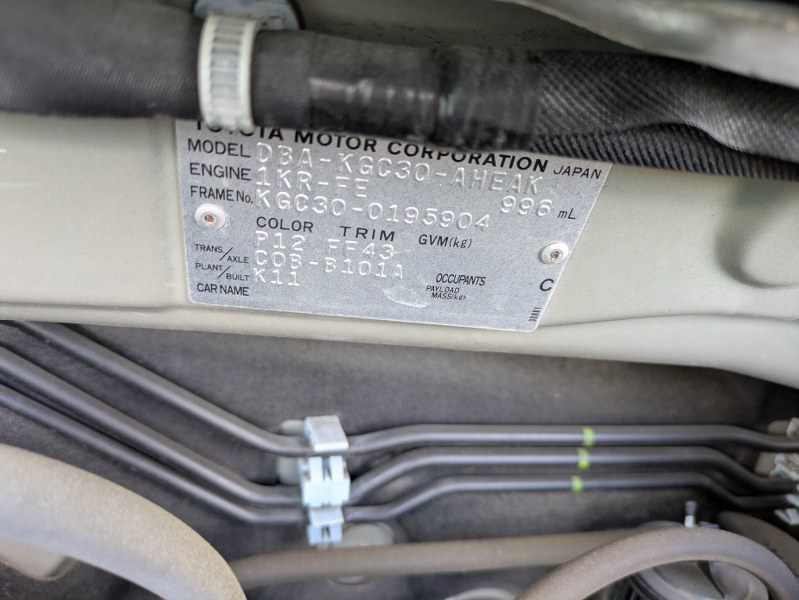 TOYOTA MOTOR CORPORATION JAPAN
MODEL DBA-KGC30-AHEAK
ENGINE 1KR-FE 996 mL
FRAME No. KGC30-0195904
COLOR TRIM GVM(kg)
P12 FF43
TRANS./AXLE C0B-B101A
PLANT/BUILT K11 OCCUPANTS C
CAR NAME PAYLOAD MASS(kg)